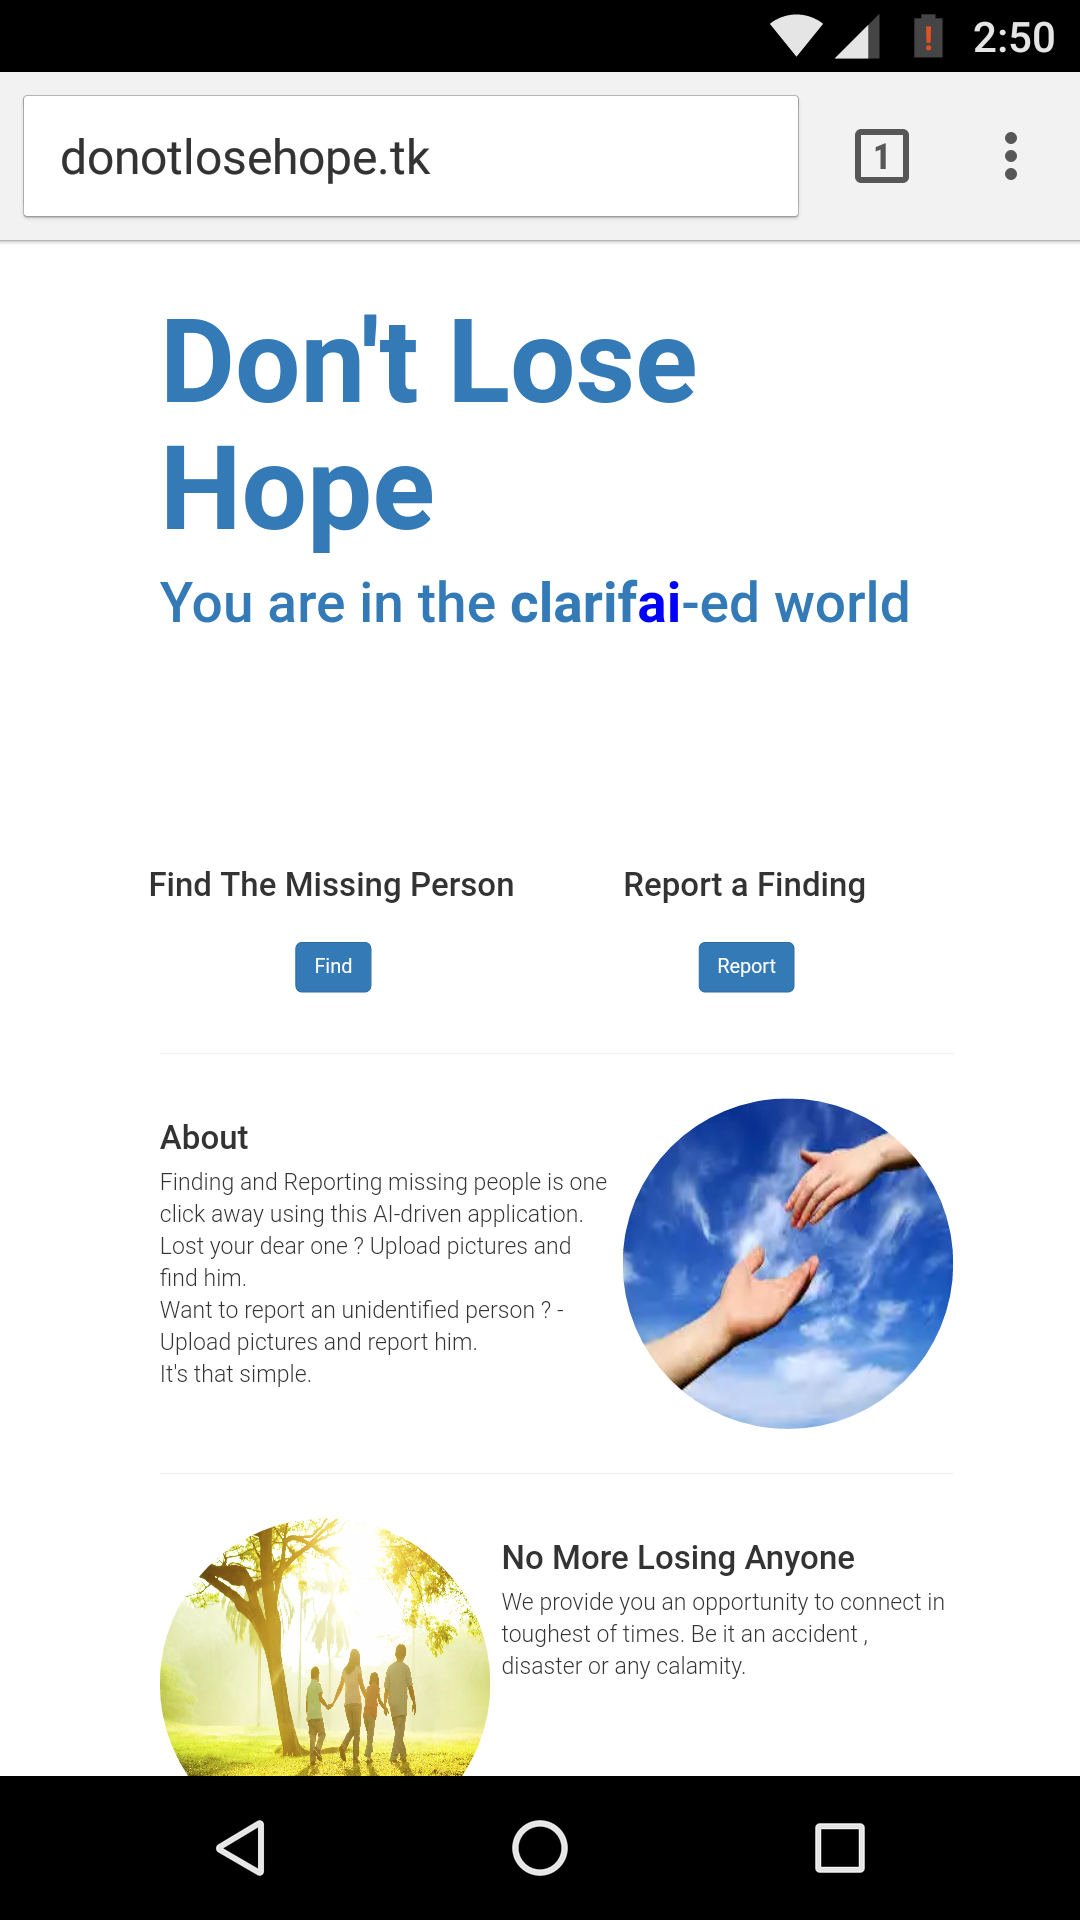 2:50
donotlosehope.tk
1
Don't Lose
Hope
You are in the clarifai-ed world
Find The Missing Person
Report a Finding
Find
Report
About
Finding and Reporting missing people is one
click away using this AI-driven application.
Lost your dear one ? Upload pictures and
find him.
Want to report an unidentified person ? -
Upload pictures and report him.
It's that simple.
No More Losing Anyone
We provide you an opportunity to connect in
toughest of times. Be it an accident ,
disaster or any calamity.